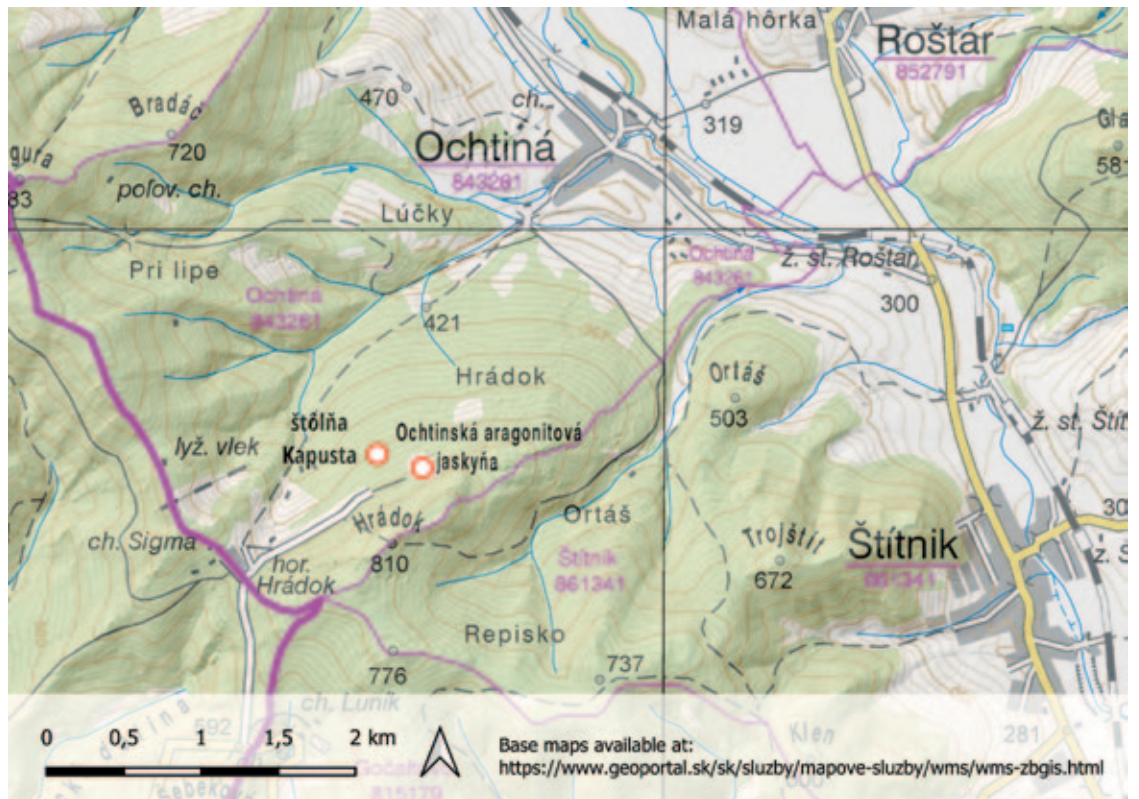 Malá hôrka
Roštár
852791
Bradáč
470
ch.
319
720
Ochtiná
843261
581
gura
83
poľov. ch.
Lúčky
Pri lipe
Ochtiná
843261
Ochtiná
843261
ž. st. Roštár
300
421
Hrádok
Ortáš
503
štôlňa
Kapusta
Ochtinská aragonitová
jaskyňa
lyž. vlek
ž. st. Štít
Hrádok
Ortáš
ch. Sigma
810
hor.
Hrádok
Štítnik
861341
Trojštít
672
Štítnik
30
ž. S
Repisko
776
737
ch. Luník
592
Klen
281
0
0,5
1
1,5
2 km
Base maps available at:
https://www.geoportal.sk/sk/sluzby/mapove-sluzby/wms/wms-zbgis.html
815179